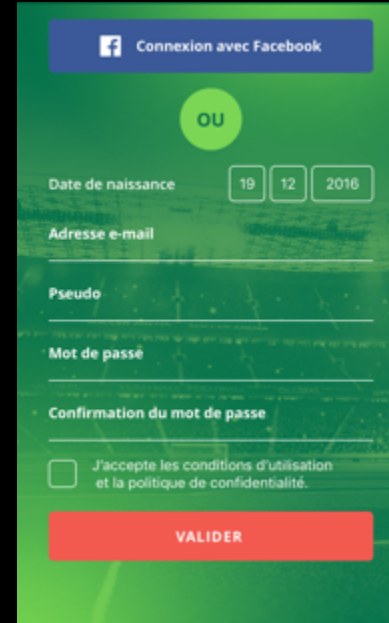 Connexion avec Facebook
OU
Date de naissance 19 12 2016
Adresse e-mail
Pseudo
Mot de passe
Confirmation du mot de passe
J'accepte les conditions d'utilisation
et la politique de confidentialité.
VALIDER